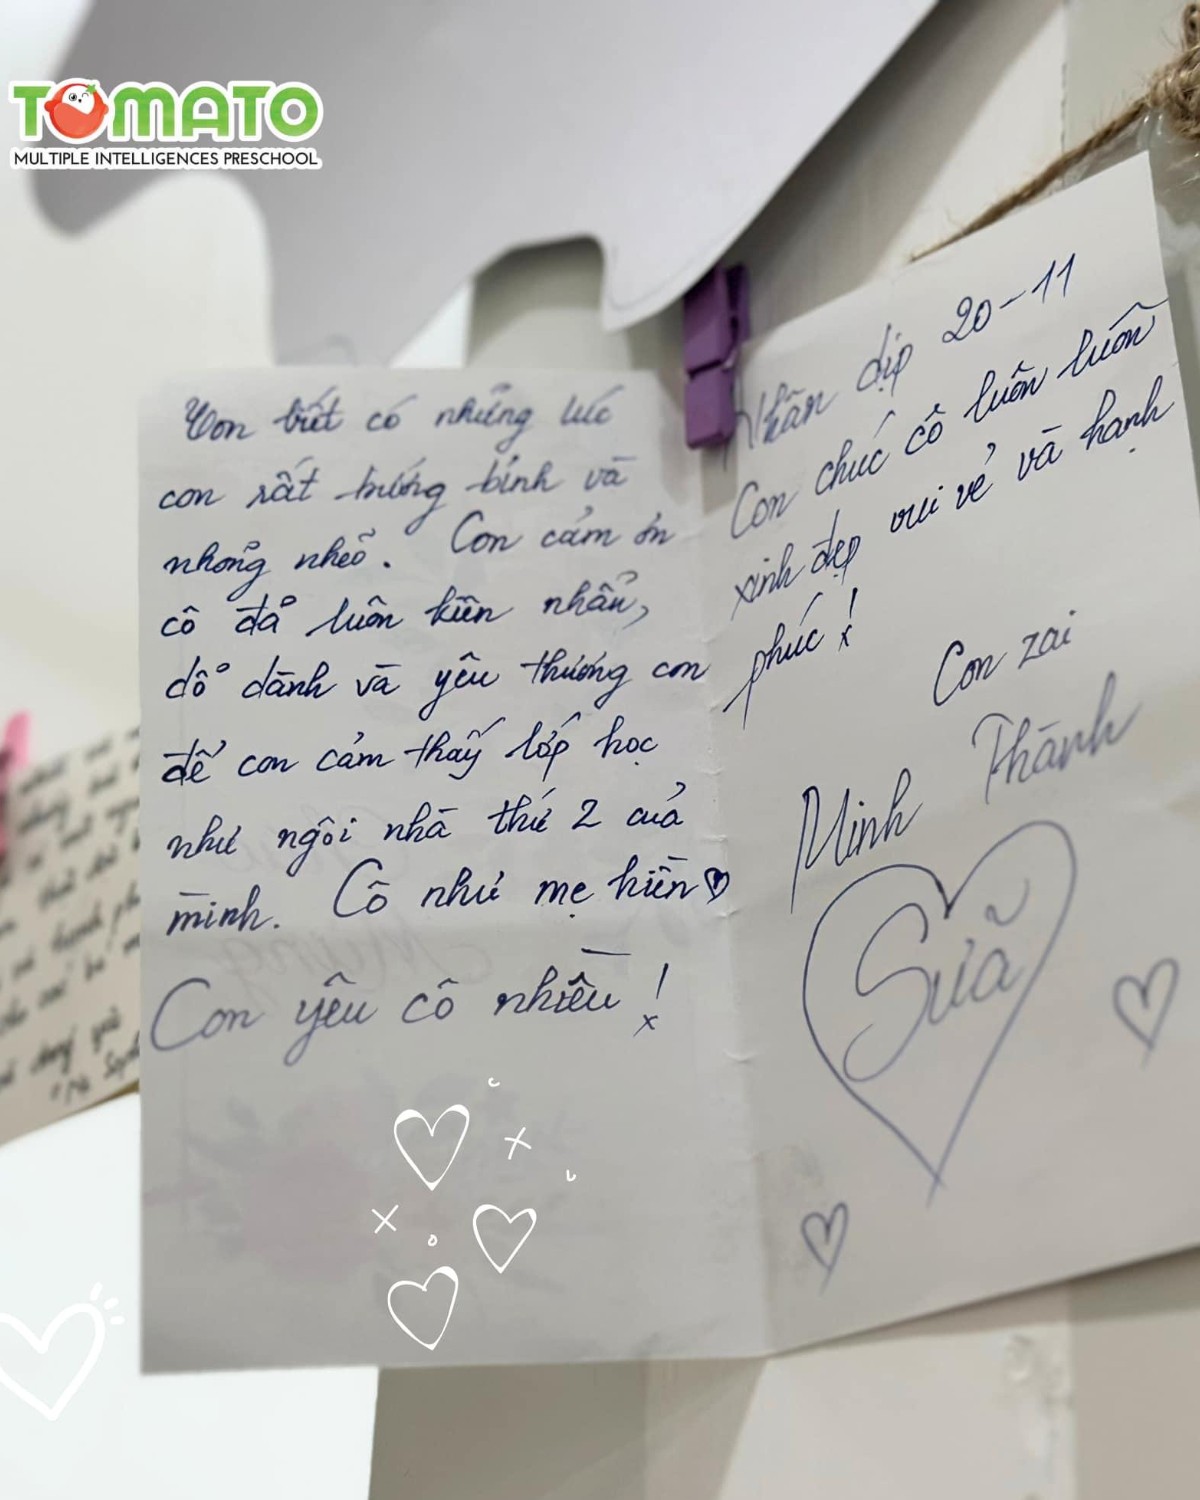 TOMATO
MULTIPLE INTELLIGENCES PRESCHOOL
Con biết có những lúc
con rất bướng bỉnh và
nhõng nhẽo. Con cảm ơn
cô đã luôn kiên nhẫn,
dỗ dành và yêu thương con
để con cảm thấy lớp học
như ngôi nhà thứ 2 của
mình. Cô như mẹ hiền
Con yêu cô nhiều!
Nhân dịp 20-11
Con chúc cô luôn luôn
xinh đẹp vui vẻ và hạnh
phúc!
Con zai
Minh Thành
Sữa